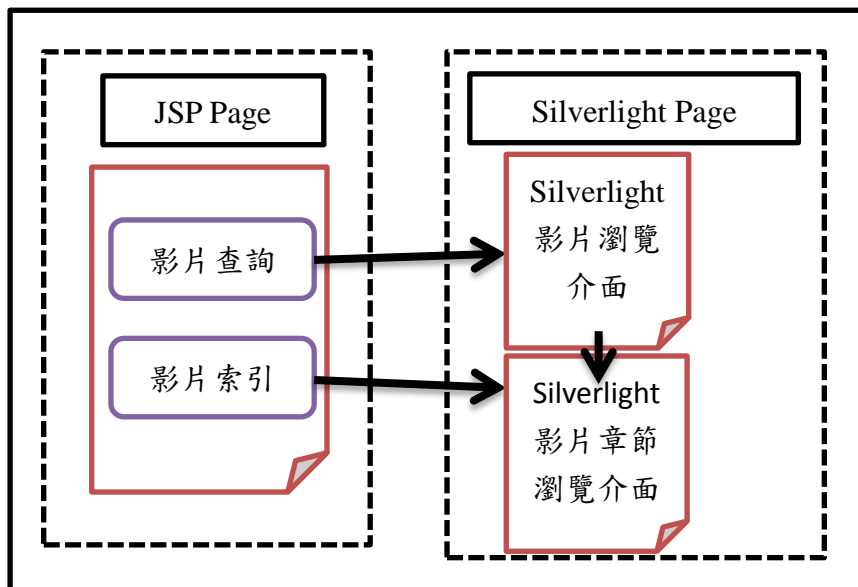 JSP Page
影片查詢
影片索引
Silverlight Page
Silverlight
影片瀏覽
介面
Silverlight
影片章節
瀏覽介面